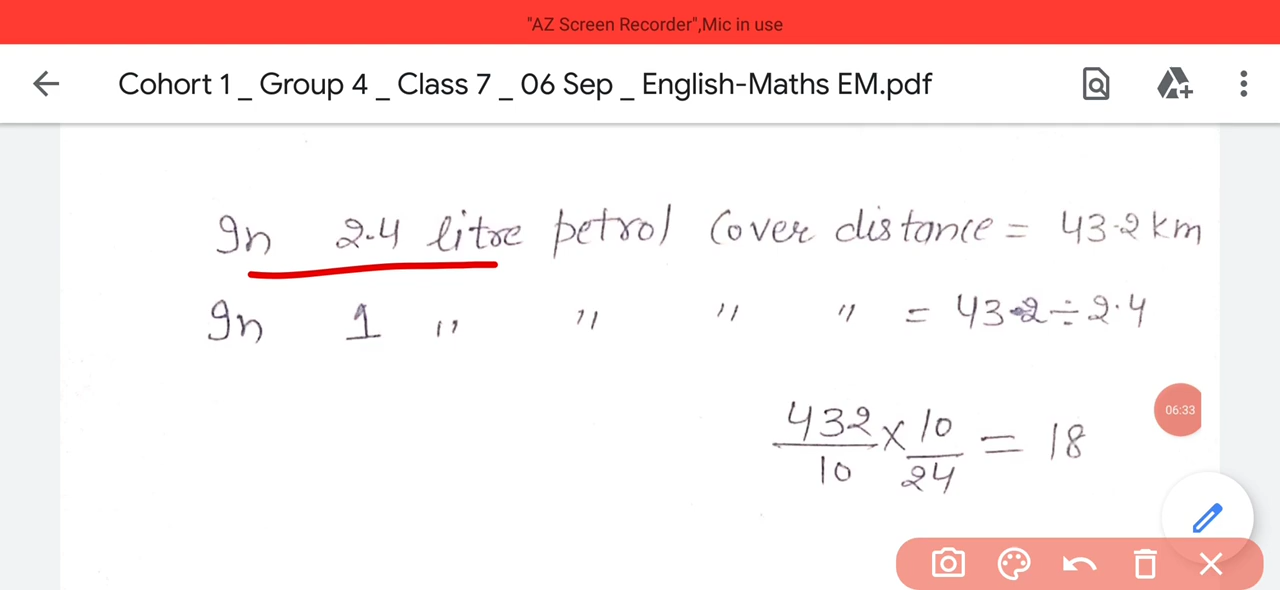 "AZ Screen Recorder",Mic in use
Cohort 1 _ Group 4 _ Class 7 _ 06 Sep _ English-Maths EM.pdf
In 2.4 litre petrol Cover distance = 43.2 km
In 1 " " " " = 43.2 ÷ 2.4
432/10 × 10/24 = 18
06:33